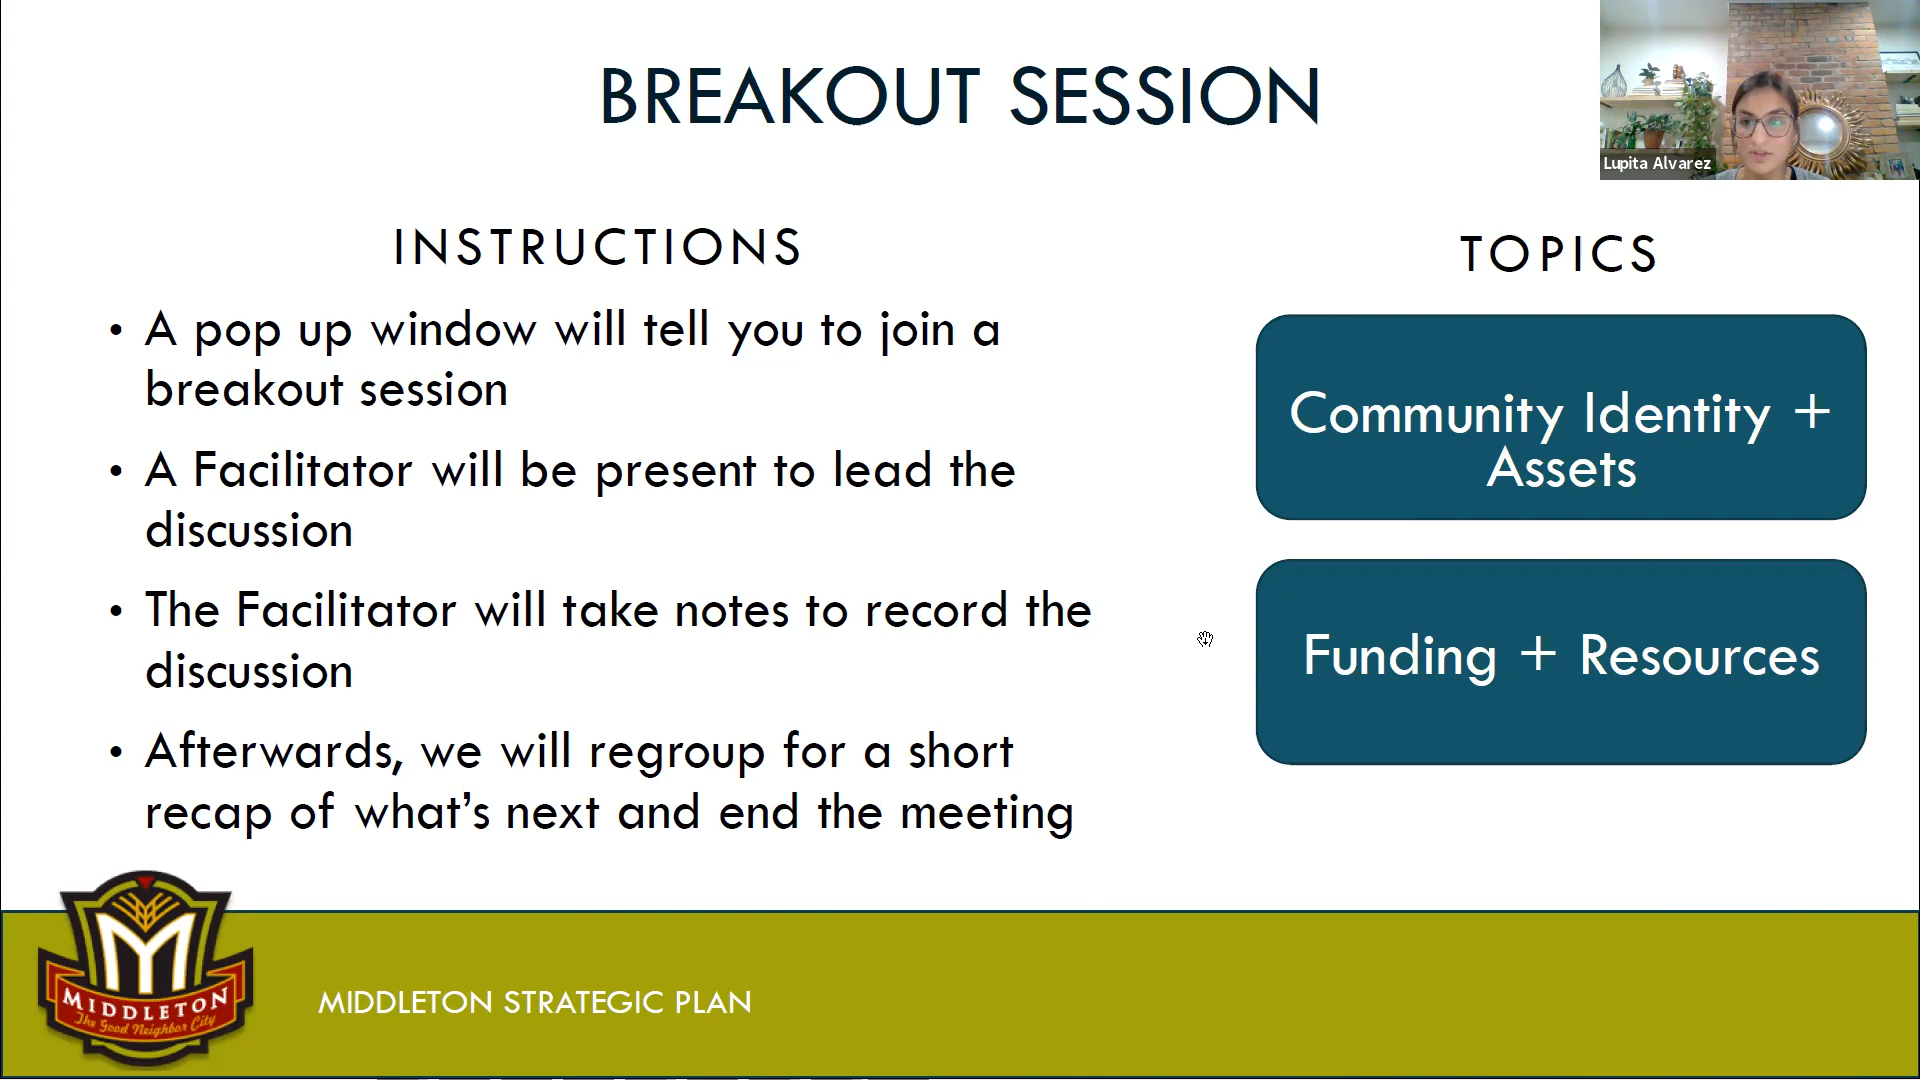 BREAKOUT SESSION
Lupita Alvarez
INSTRUCTIONS
• A pop up window will tell you to join a
breakout session
• A Facilitator will be present to lead the
discussion
• The Facilitator will take notes to record the
discussion
• Afterwards, we will regroup for a short
recap of what’s next and end the meeting
TOPICS
Community Identity +
Assets
Funding + Resources
M
MIDDLETON
The Good Neighbor City
MIDDLETON STRATEGIC PLAN